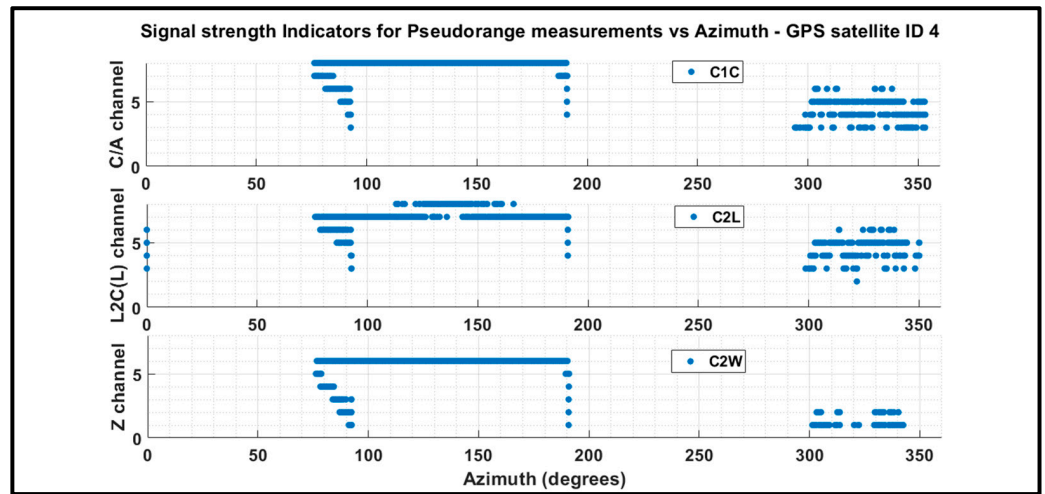 Signal strength Indicators for Pseudorange measurements vs Azimuth - GPS satellite ID 4
C/A channel
5
0
C1C
0 50 100 150 200 250 300 350
L2C(L) channel
5
0
C2L
0 50 100 150 200 250 300 350
Z channel
5
0
C2W
0 50 100 150 200 250 300 350
Azimuth (degrees)